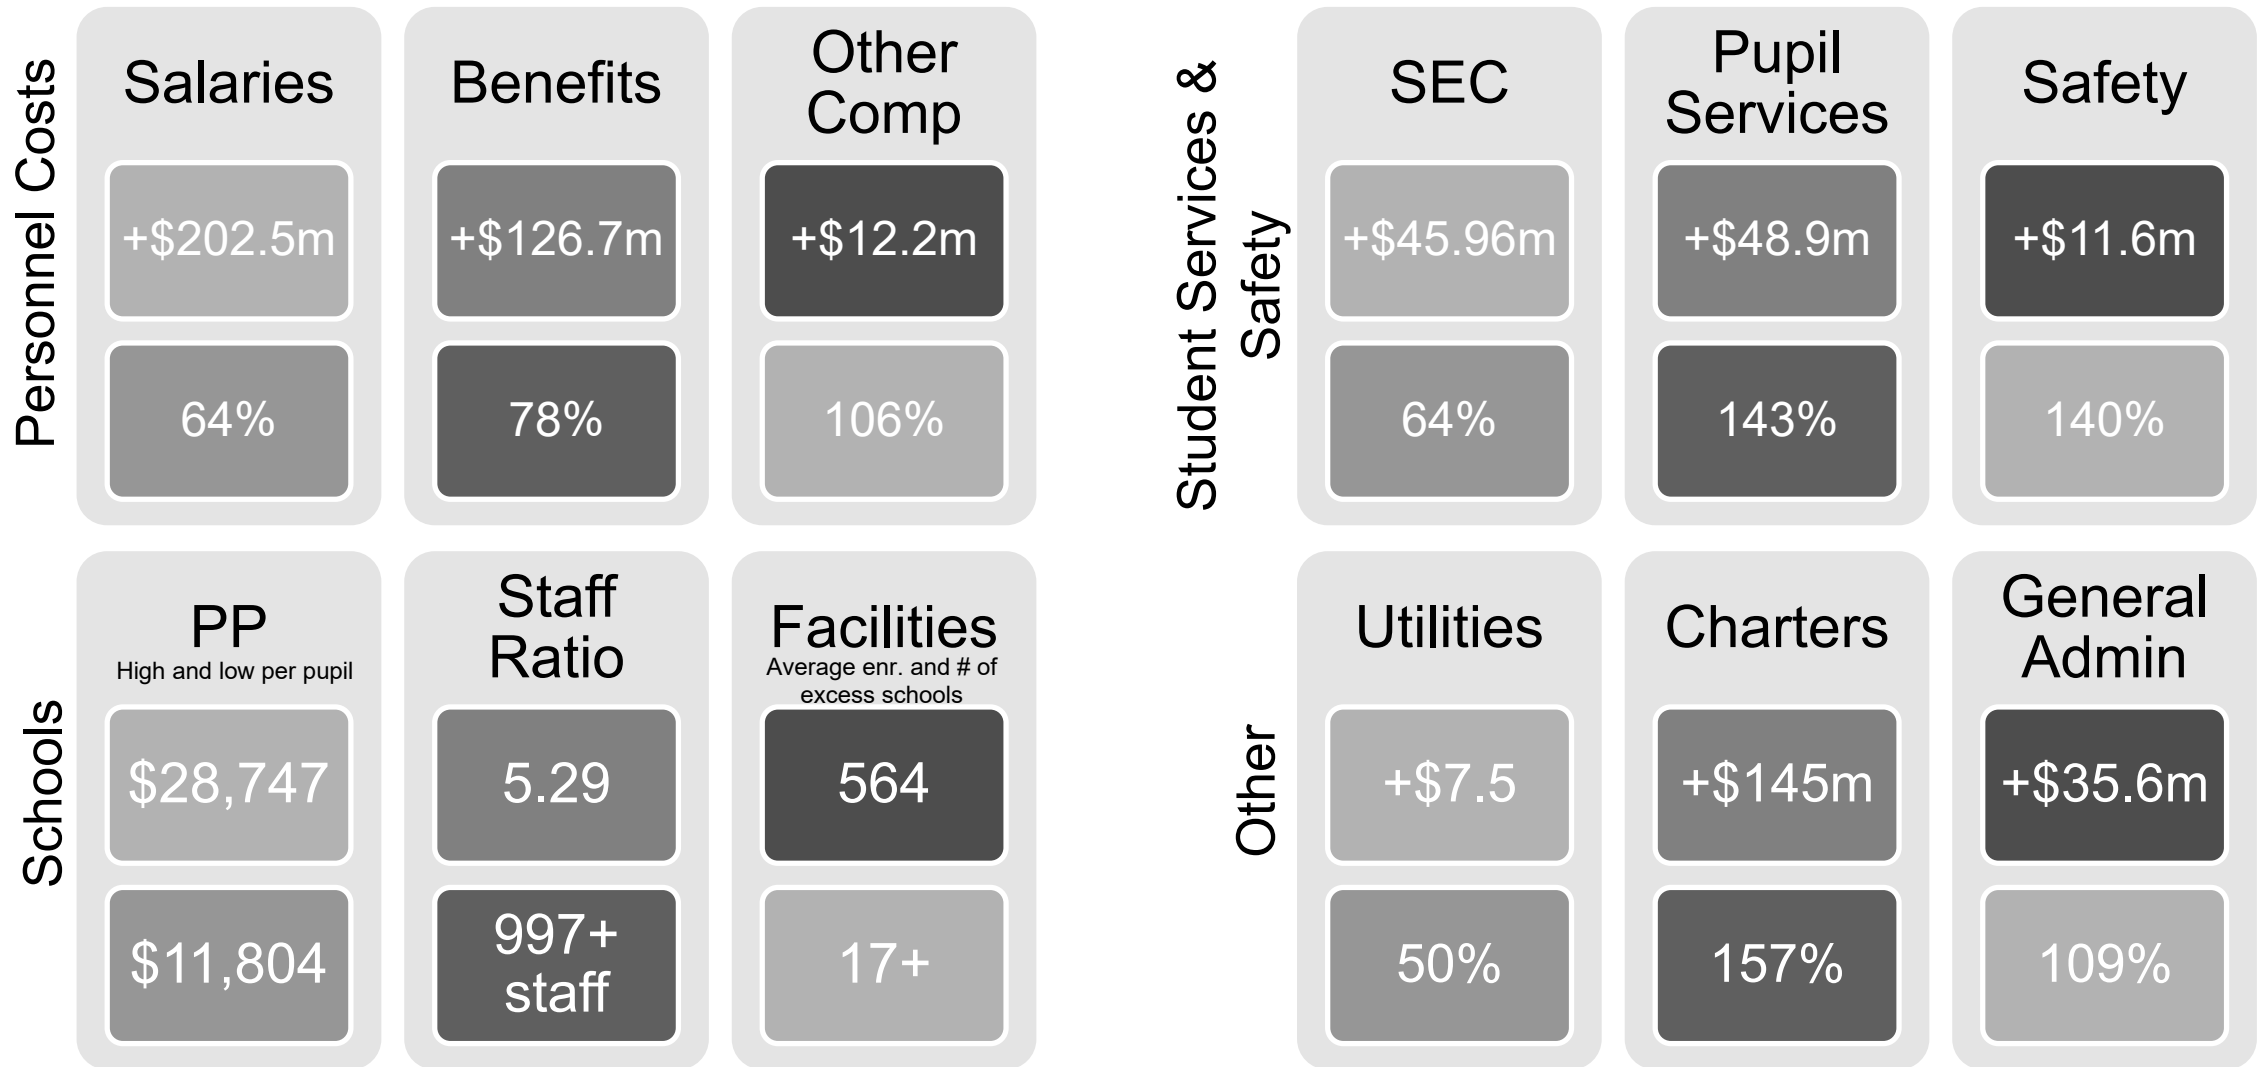 Personnel Costs
Salaries
+$202.5m
64%
Benefits
+$126.7m
78%
Other
Comp
+$12.2m
106%
Student Services &
Safety
SEC
+$45.96m
64%
Pupil
Services
+$48.9m
143%
Safety
+$11.6m
140%
Schools
PP
High and low per pupil
$28,747
$11,804
Staff
Ratio
5.29
997+
staff
Facilities
Average enr. and # of
excess schools
564
17+
Other
Utilities
+$7.5
50%
Charters
+$145m
157%
General
Admin
+$35.6m
109%